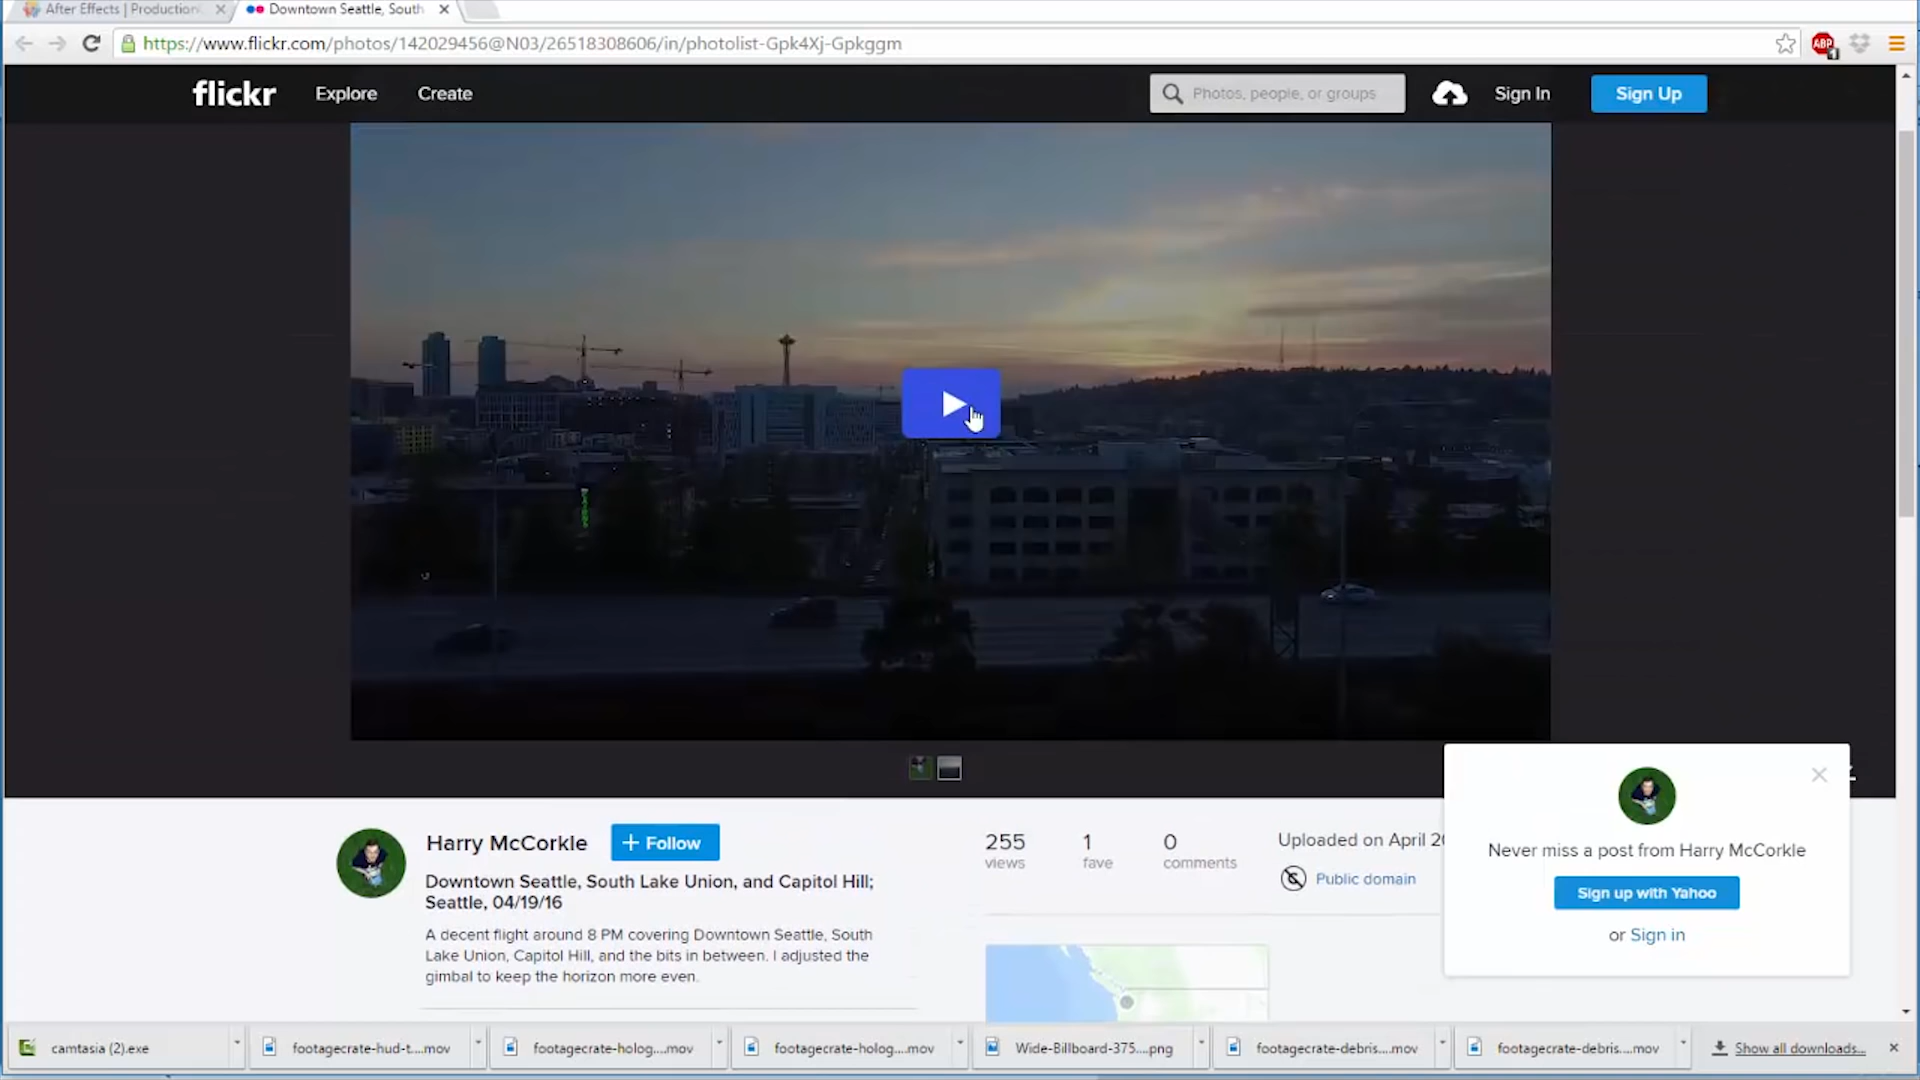 After Effects | Production
Downtown Seattle, South
https://www.flickr.com/photos/142029456@N03/26518308606/in/photolist-Gpk4Xj-Gpkggm
ABP
flickr
Explore
Create
Photos, people, or groups
Sign In
Sign Up
Harry McCorkle
+ Follow
Downtown Seattle, South Lake Union, and Capitol Hill;
Seattle, 04/19/16
A decent flight around 8 PM covering Downtown Seattle, South
Lake Union, Capitol Hill, and the bits in between. I adjusted the
gimbal to keep the horizon more even.
255
views
1
fave
0
comments
Uploaded on April 20
Public domain
Never miss a post from Harry McCorkle
Sign up with Yahoo
or Sign in
camtasia (2).exe
footagecrate-hud-t....mov
footagecrate-holog....mov
footagecrate-holog....mov
Wide-Billboard-375....png
footagecrate-debris....mov
footagecrate-debris....mov
Show all downloads...